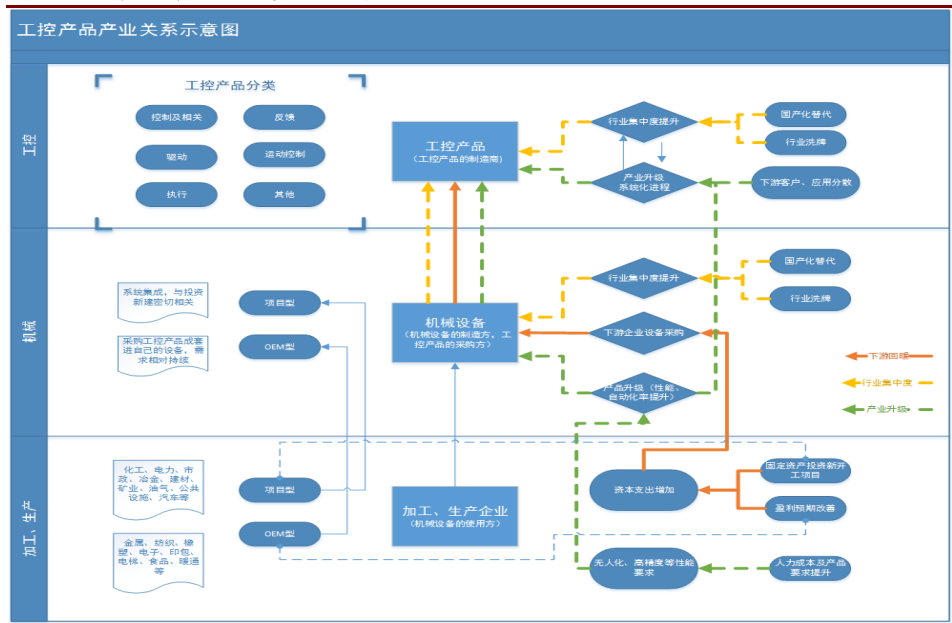 工控产品产业关系示意图
工控
工控产品分类
控制及相关
反馈
驱动
运动控制
执行
其他
工控产品
（工控产品的制造商）
行业集中度提升
国产化替代
行业洗牌
产业升级
系统化进程
下游客户、应用分散
机械
系统集成，与投资
新建密切相关
项目型
采购工控产品成套
进自己的设备，需
求相对持续
OEM型
机械设备
（机械设备的制造方，工
控产品的采购方）
行业集中度提升
国产化替代
行业洗牌
下游企业设备采购
产品升级（性能、
自动化率提升）
下游回暖
行业集中度
产业升级
加工、生产
化工、电力、市
政、冶金、建材、
矿业、油气、公共
设施、汽车等
项目型
金属、纺织、橡
塑、电子、印包、
电梯、食品、暖通
等
OEM型
加工、生产企业
（机械设备的使用方）
资本支出增加
固定资产投资新开
工项目
盈利预期改善
无人化、高精度等性能
要求
人力成本及产品
要求提升